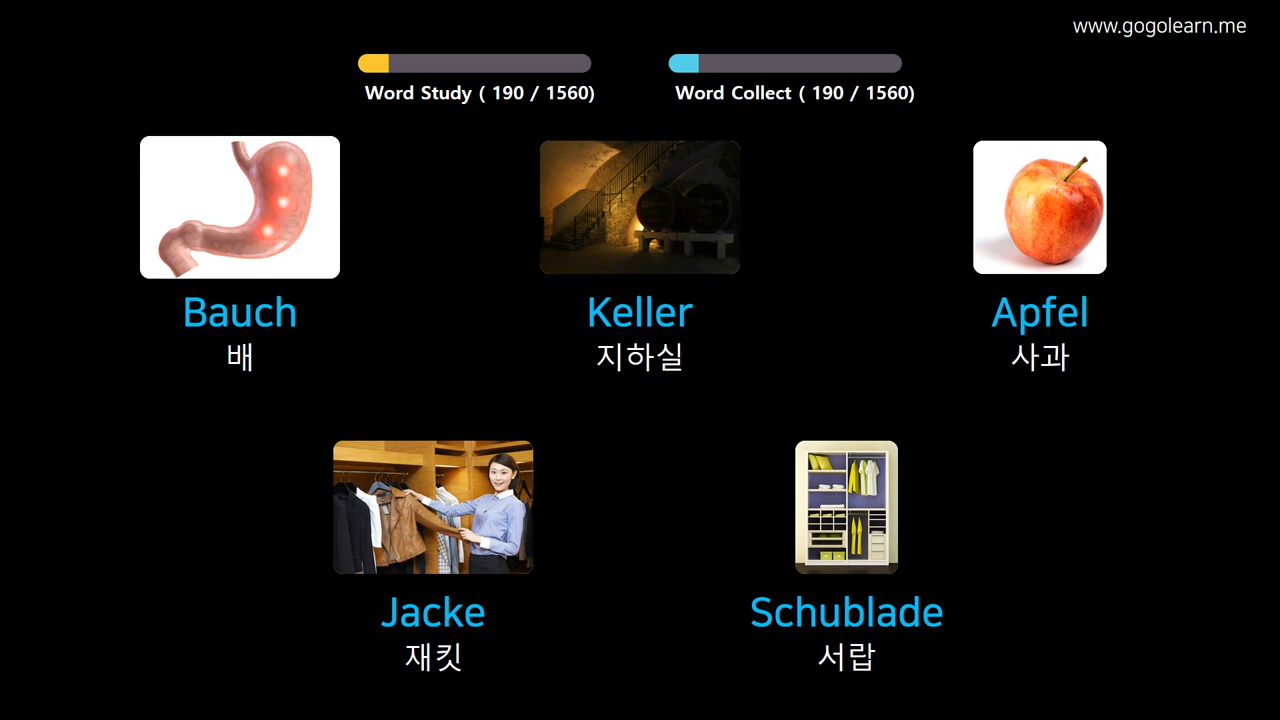 www.gogolearn.me
Word Study ( 190 / 1560)
Word Collect ( 190 / 1560)
Bauch
배
Keller
지하실
Apfel
사과
Jacke
재킷
Schublade
서랍